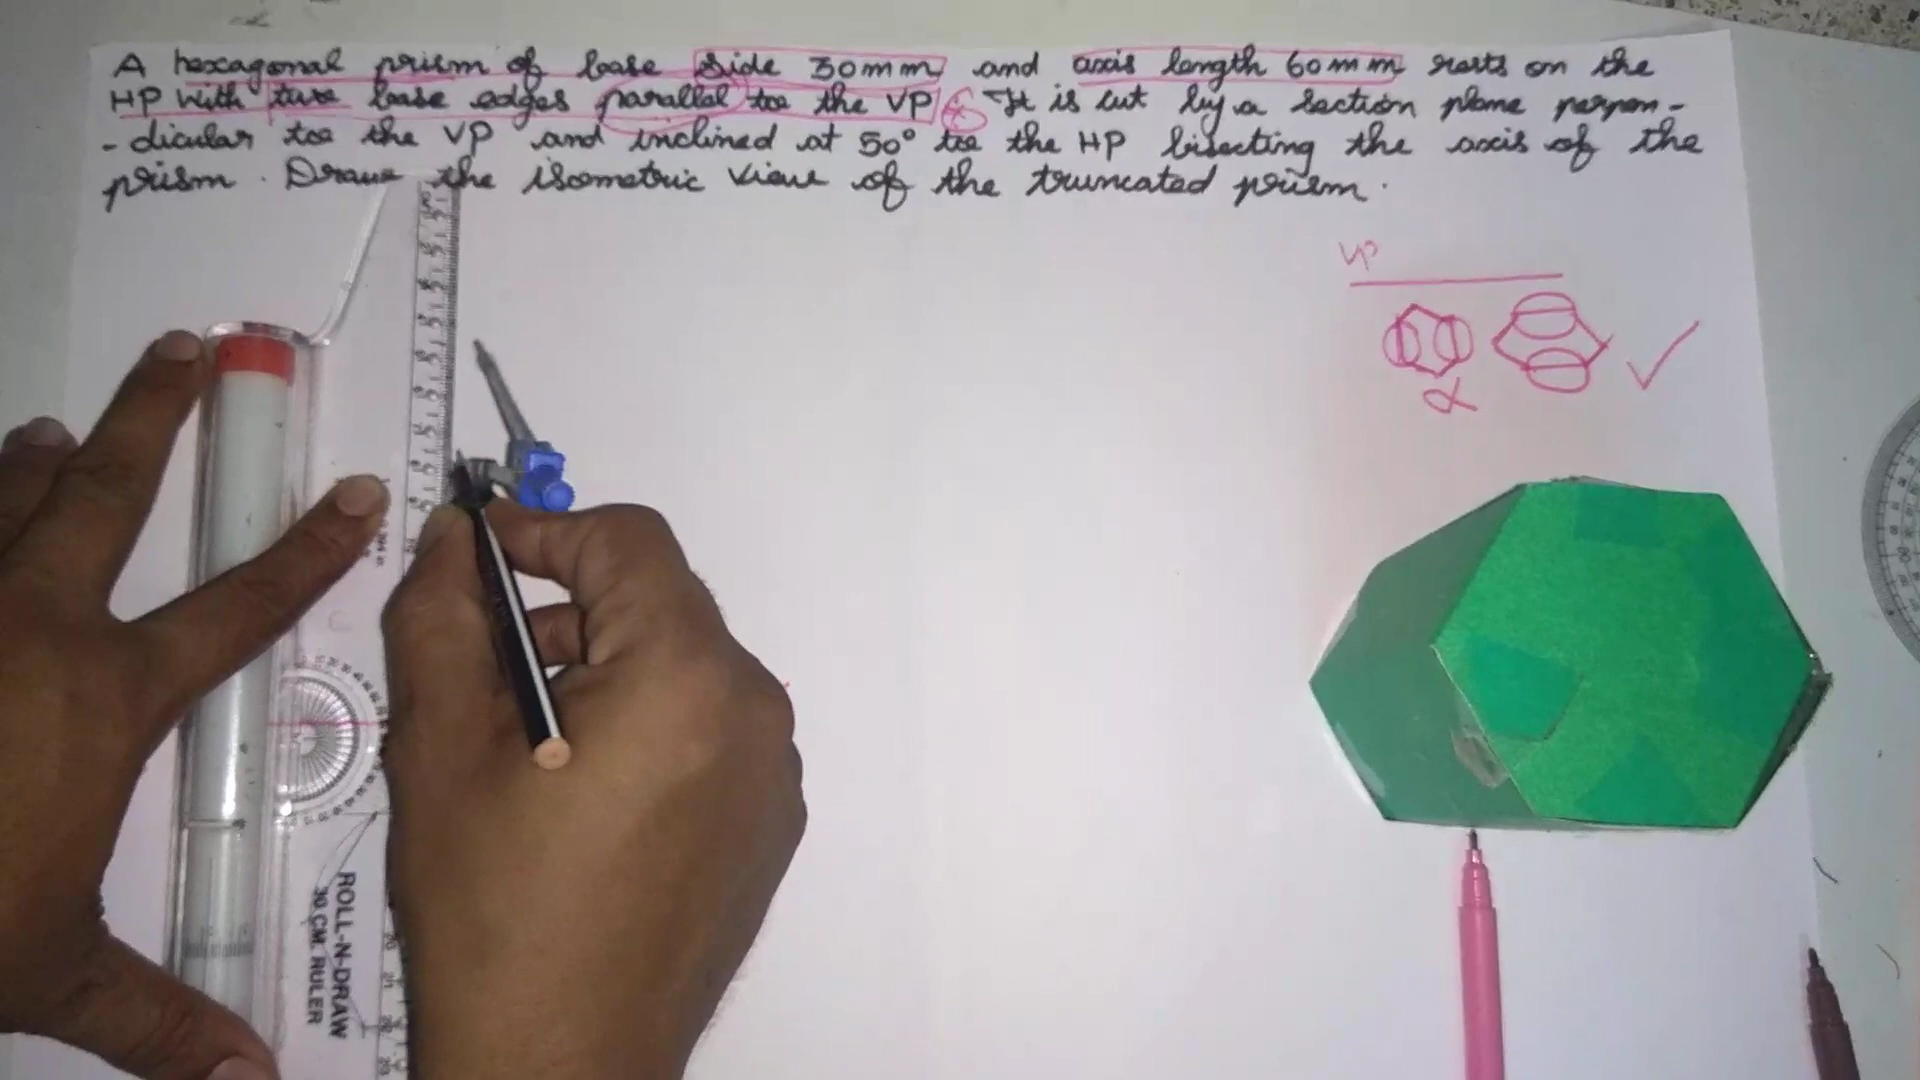 A hexagonal prism of base side 30mm and axis length 60mm rests on the
HP with two base edges parallel to the VP. It is cut by a section plane perpen-
-dicular to the VP and inclined at 50° to the HP bisecting the axis of the
prism. Draw the isometric view of the truncated prism.
VP
ROLL-N-DRAW
30 CM. RULER